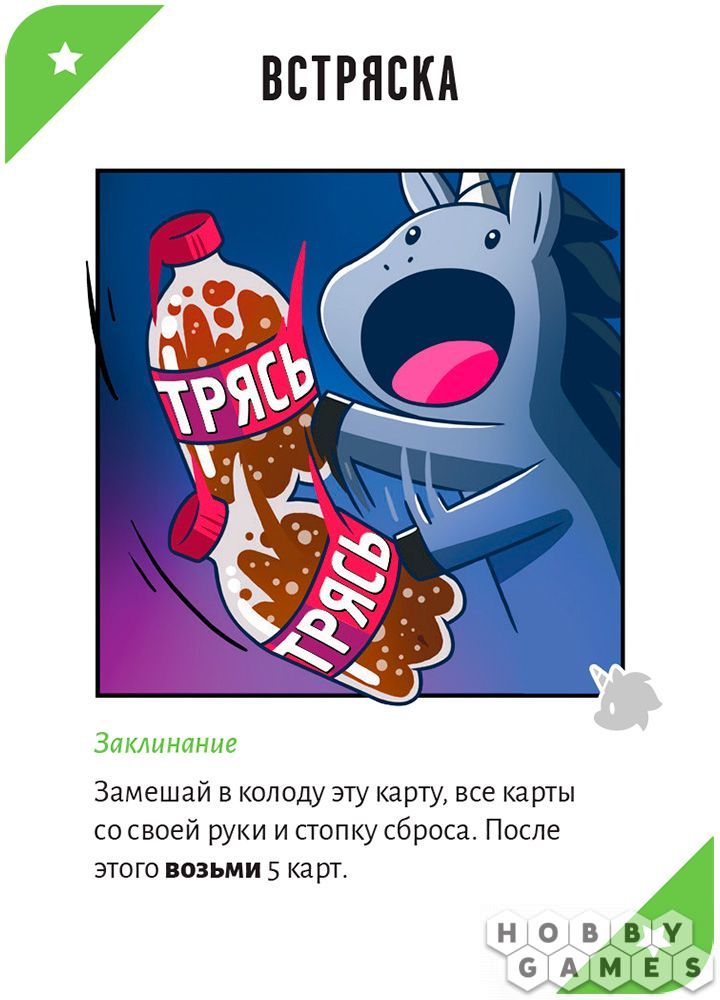 ВСТРЯСКА
ТРЯСЬ
ТРЯСЬ
Заклинание
Замешай в колоду эту карту, все карты
со своей руки и стопку сброса. После
этого возьми 5 карт.
HOBBY
GAMES